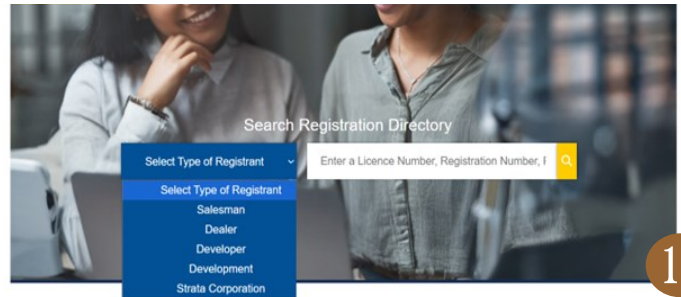 Search Registration Directory
Select Type of Registrant
Enter a Licence Number, Registration Number, F
Select Type of Registrant
Salesman
Dealer
Developer
Development
Strata Corporation
1